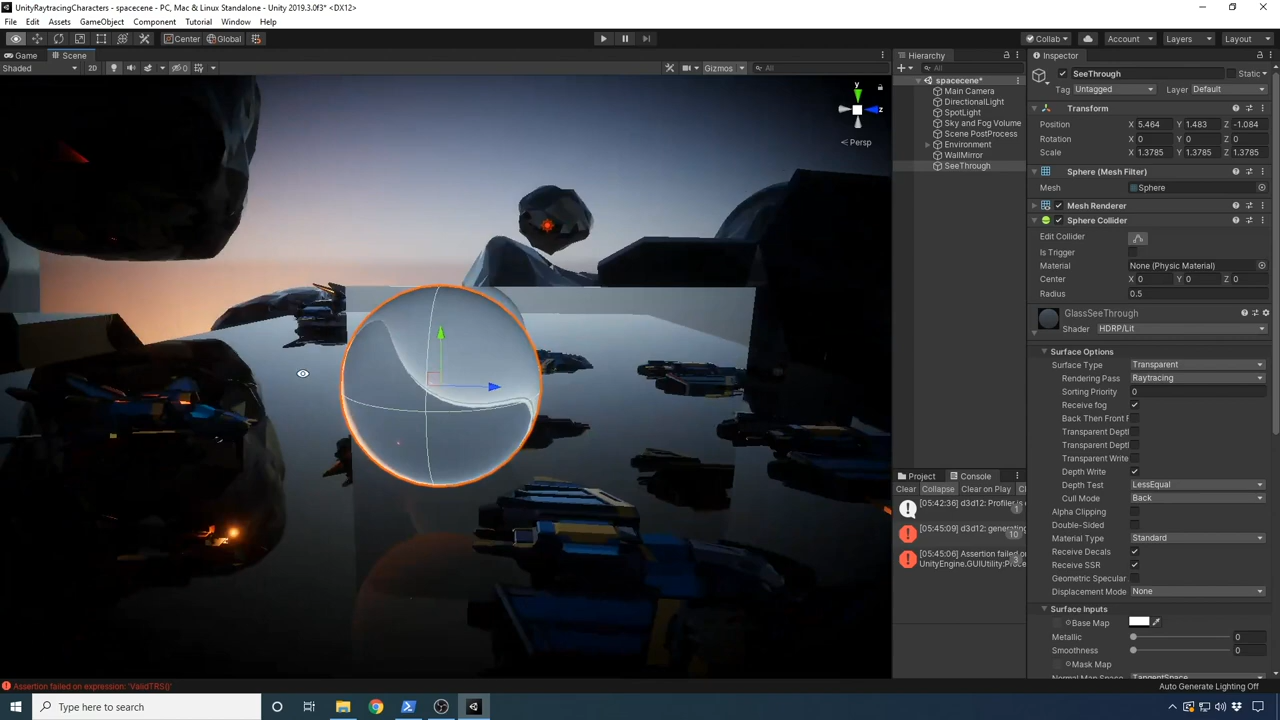 UnityRaytracingCharacters - spacecene - PC, Mac & Linux Standalone - Unity 2019.3.0f3* <DX12>
File Edit Assets GameObject Component Tutorial Window Help
Center Global
Collab Account Layers Layout
Game Scene
Shaded 2D 0 Gizmos All
y
z
Persp
Hierarchy
All
spacecene*
Main Camera
DirectionalLight
SpotLight
Sky and Fog Volume
Scene PostProcess
Environment
WallMirror
SeeThrough
Project Console
Clear Collapse Clear on Play
[05:42:36] d3d12: Profiler is
1
[05:45:09] d3d12: generating
10
[05:45:06] Assertion failed on
UnityEngine.GUIUtility:Proce
Inspector
SeeThrough Static
Tag Untagged Layer Default
Transform
Position X 5.464 Y 1.483 Z -1.084
Rotation X 0 Y 0 Z 0
Scale X 1.3785 Y 1.3785 Z 1.3785
Sphere (Mesh Filter)
Mesh Sphere
Mesh Renderer
Sphere Collider
Edit Collider
Is Trigger
Material None (Physic Material)
Center X 0 Y 0 Z 0
Radius 0.5
GlassSeeThrough
Shader HDRP/Lit
Surface Options
Surface Type Transparent
Rendering Pass Raytracing
Sorting Priority 0
Receive fog
Back Then Front F
Transparent Depth
Transparent Depth
Transparent Write
Depth Write
Depth Test LessEqual
Cull Mode Back
Alpha Clipping
Double-Sided
Material Type Standard
Receive Decals
Receive SSR
Geometric Specular
Displacement Mode None
Surface Inputs
Base Map
Metallic 0
Smoothness 0
Mask Map
Normal Map Space TangentSpace
Assertion failed on expression: 'ValidTRS()'
Auto Generate Lighting Off
Type here to search